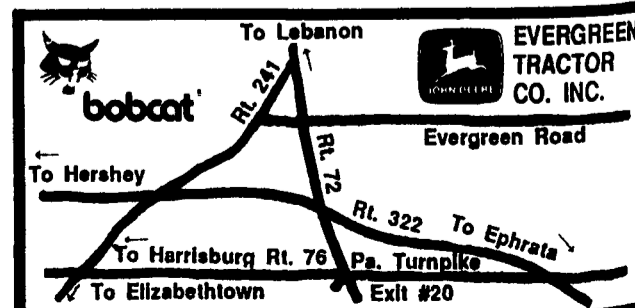 To Lebanon
EVERGREEN
TRACTOR
CO. INC.
JOHN DEERE
bobcat
Rt. 241
Evergreen Road
Rt. 72
To Hershey
Rt. 322
To Ephrata
To Harrisburg Rt. 76 Pa. Turnpike
To Elizabethtown
Exit #20